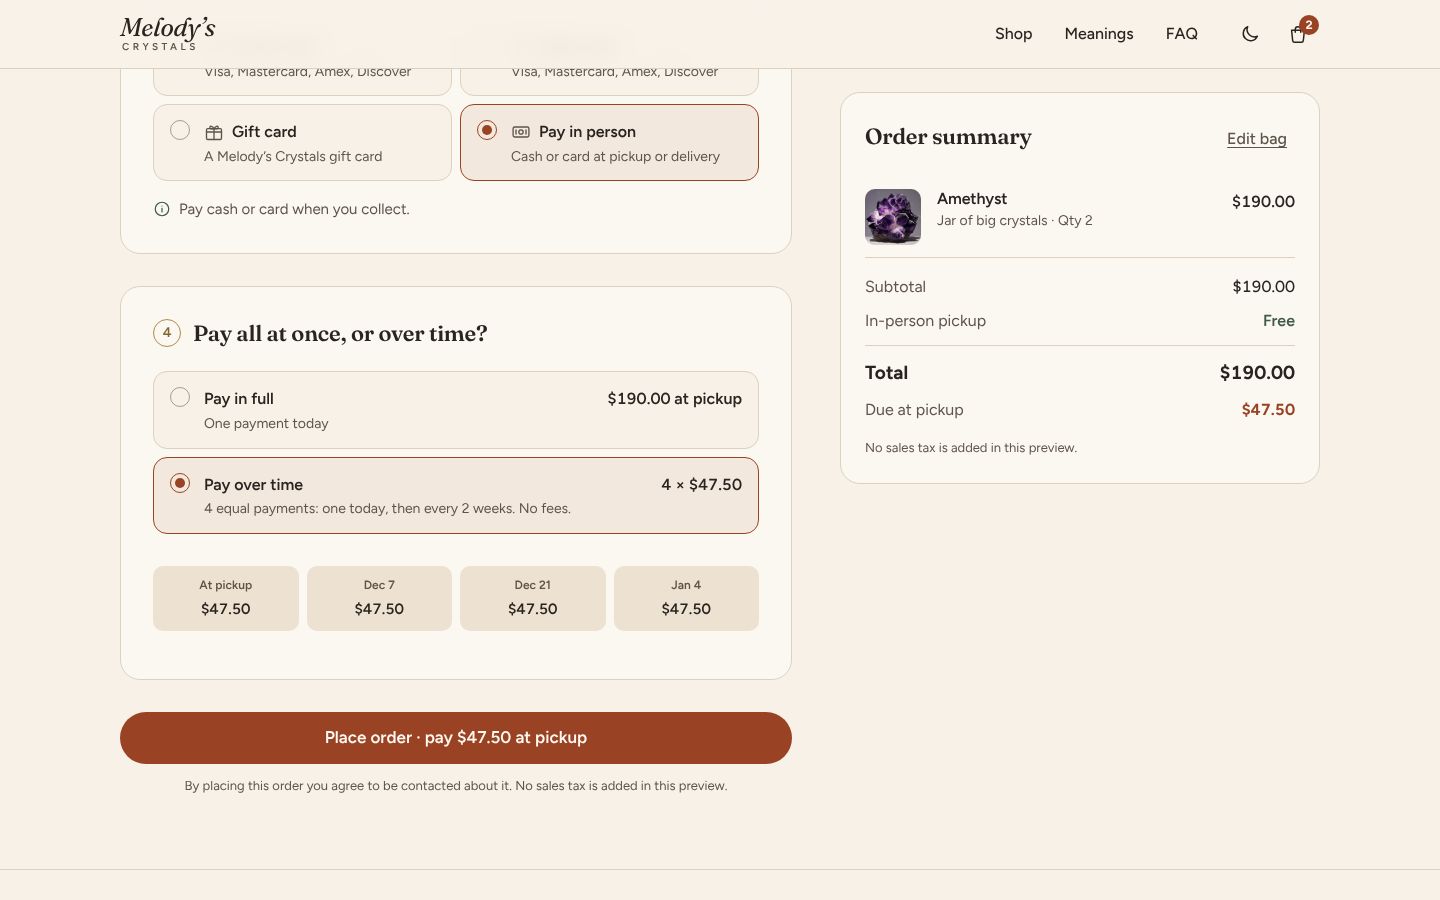 Melody's
CRYSTALS
Shop
Meanings
FAQ
2
Visa, Mastercard, Amex, Discover
Visa, Mastercard, Amex, Discover
Gift card
A Melody's Crystals gift card
Pay in person
Cash or card at pickup or delivery
Pay cash or card when you collect.
4
Pay all at once, or over time?
Pay in full
$190.00 at pickup
One payment today
Pay over time
4 × $47.50
4 equal payments: one today, then every 2 weeks. No fees.
At pickup
$47.50
Dec 7
$47.50
Dec 21
$47.50
Jan 4
$47.50
Place order · pay $47.50 at pickup
By placing this order you agree to be contacted about it. No sales tax is added in this preview.
Order summary
Edit bag
Amethyst
$190.00
Jar of big crystals · Qty 2
Subtotal
$190.00
In-person pickup
Free
Total
$190.00
Due at pickup
$47.50
No sales tax is added in this preview.